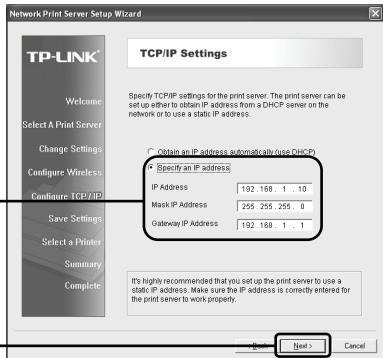 Network Print Server Setup Wizard
TP-LINK
TCP/IP Settings
Welcome
Select A Print Server
Change Settings
Configure Wireless
Configure TCP / IP
Save Settings
Select a Printer
Summary
Complete
Specify TCP/IP settings for the print server. The print server can be
set up either to obtain IP address from a DHCP server on the
network or to use a static IP address.
Obtain an IP address automatically (use DHCP)
Specify an IP address
IP Address 192 . 168 . 1 . 10
Mask IP Address 255 . 255 . 255 . 0
Gateway IP Address 192 . 168 . 1 . 1
It's highly recommended that you set up the print server to use a
static IP address. Make sure the IP address is correctly entered for
the print server to work properly.
< Back Next > Cancel